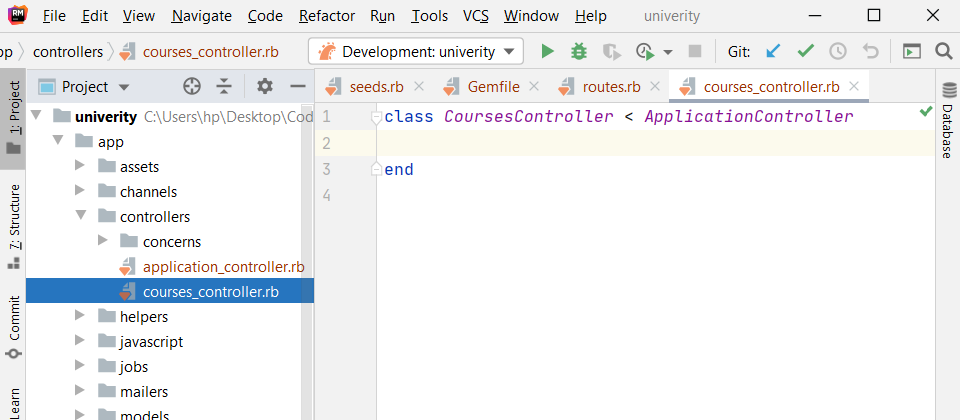 RM File Edit View Navigate Code Refactor Run Tools VCS Window Help univerity
pp controllers courses_controller.rb Development: univerity Git:
1: Project
Project
seeds.rb Gemfile routes.rb courses_controller.rb
univerity C:\Users\hp\Desktop\Cod
app
assets
channels
controllers
concerns
application_controller.rb
courses_controller.rb
helpers
javascript
jobs
mailers
models
7: Structure
Commit
Learn
1 class CoursesController < ApplicationController
2
3 end
4
Database